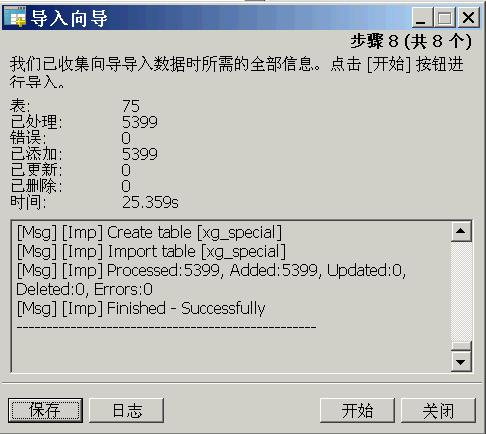 导入向导
步骤 8 (共 8 个)
我们已收集向导导入数据时所需的全部信息。点击 [开始] 按钮进
行导入。
表: 75
已处理: 5399
错误: 0
已添加: 5399
已更新: 0
已删除: 0
时间: 25.359s
[Msg] [Imp] Create table [xg_special]
[Msg] [Imp] Import table [xg_special]
[Msg] [Imp] Processed:5399, Added:5399, Updated:0,
Deleted:0, Errors:0
[Msg] [Imp] Finished - Successfully
--------------------------------------------------
保存 日志 开始 关闭